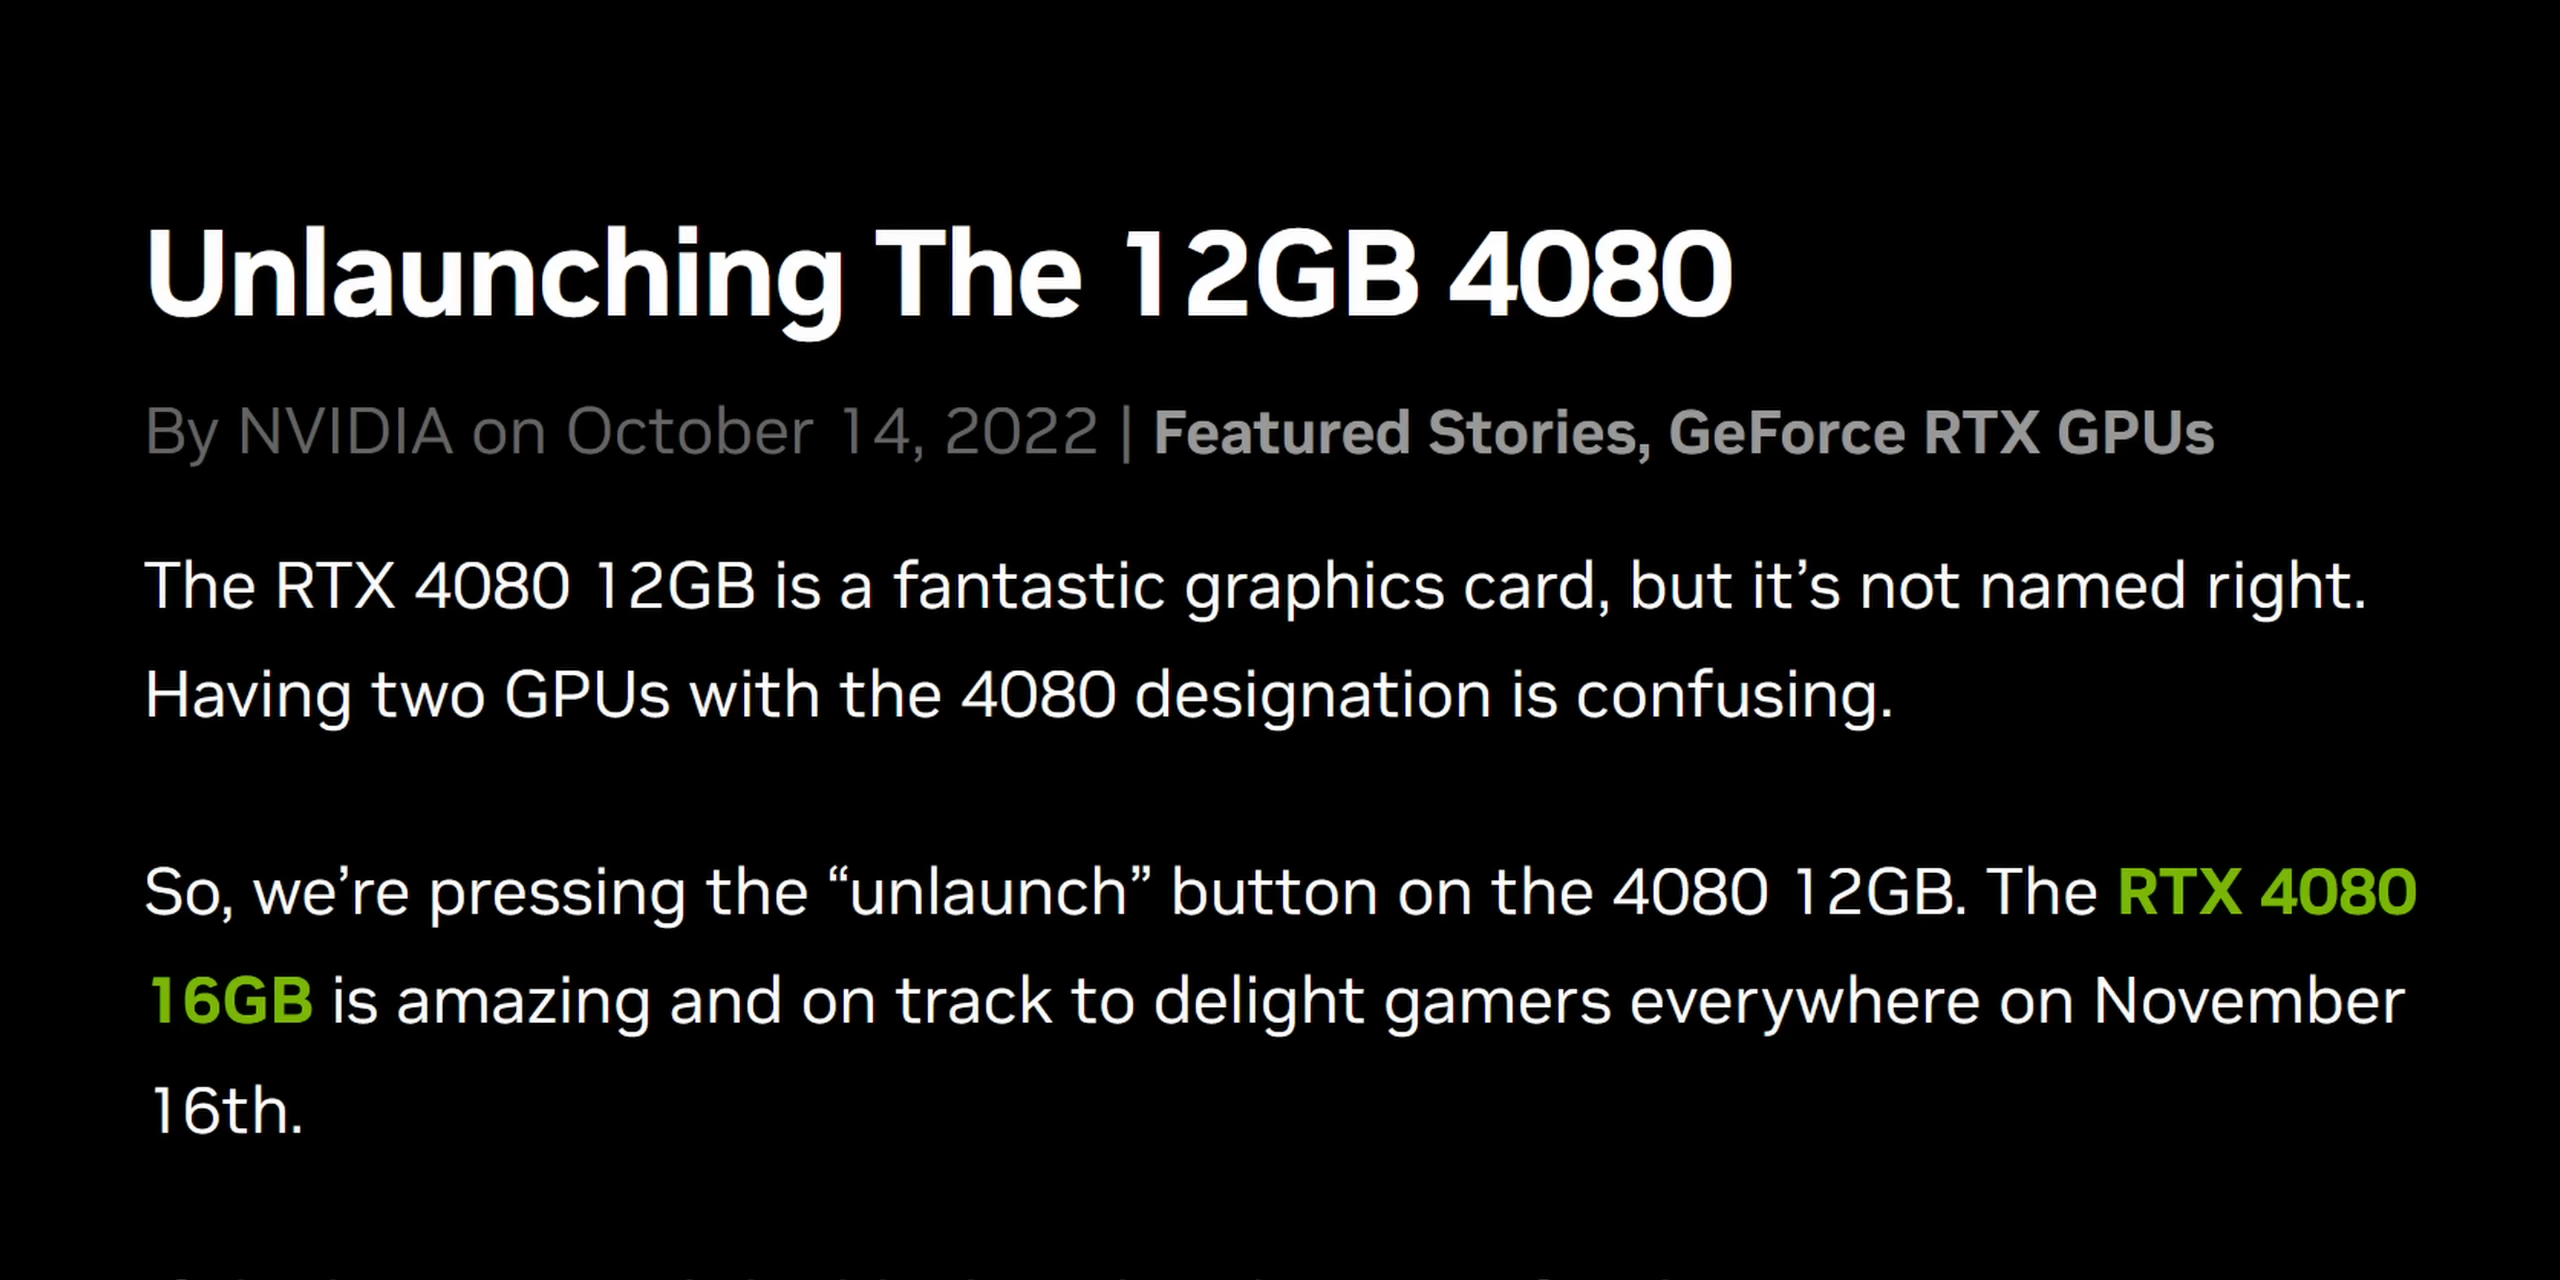 Unlaunching The 12GB 4080
By NVIDIA on October 14, 2022 | Featured Stories, GeForce RTX GPUs
The RTX 4080 12GB is a fantastic graphics card, but it’s not named right.
Having two GPUs with the 4080 designation is confusing.
So, we’re pressing the “unlaunch” button on the 4080 12GB. The RTX 4080
16GB is amazing and on track to delight gamers everywhere on November
16th.